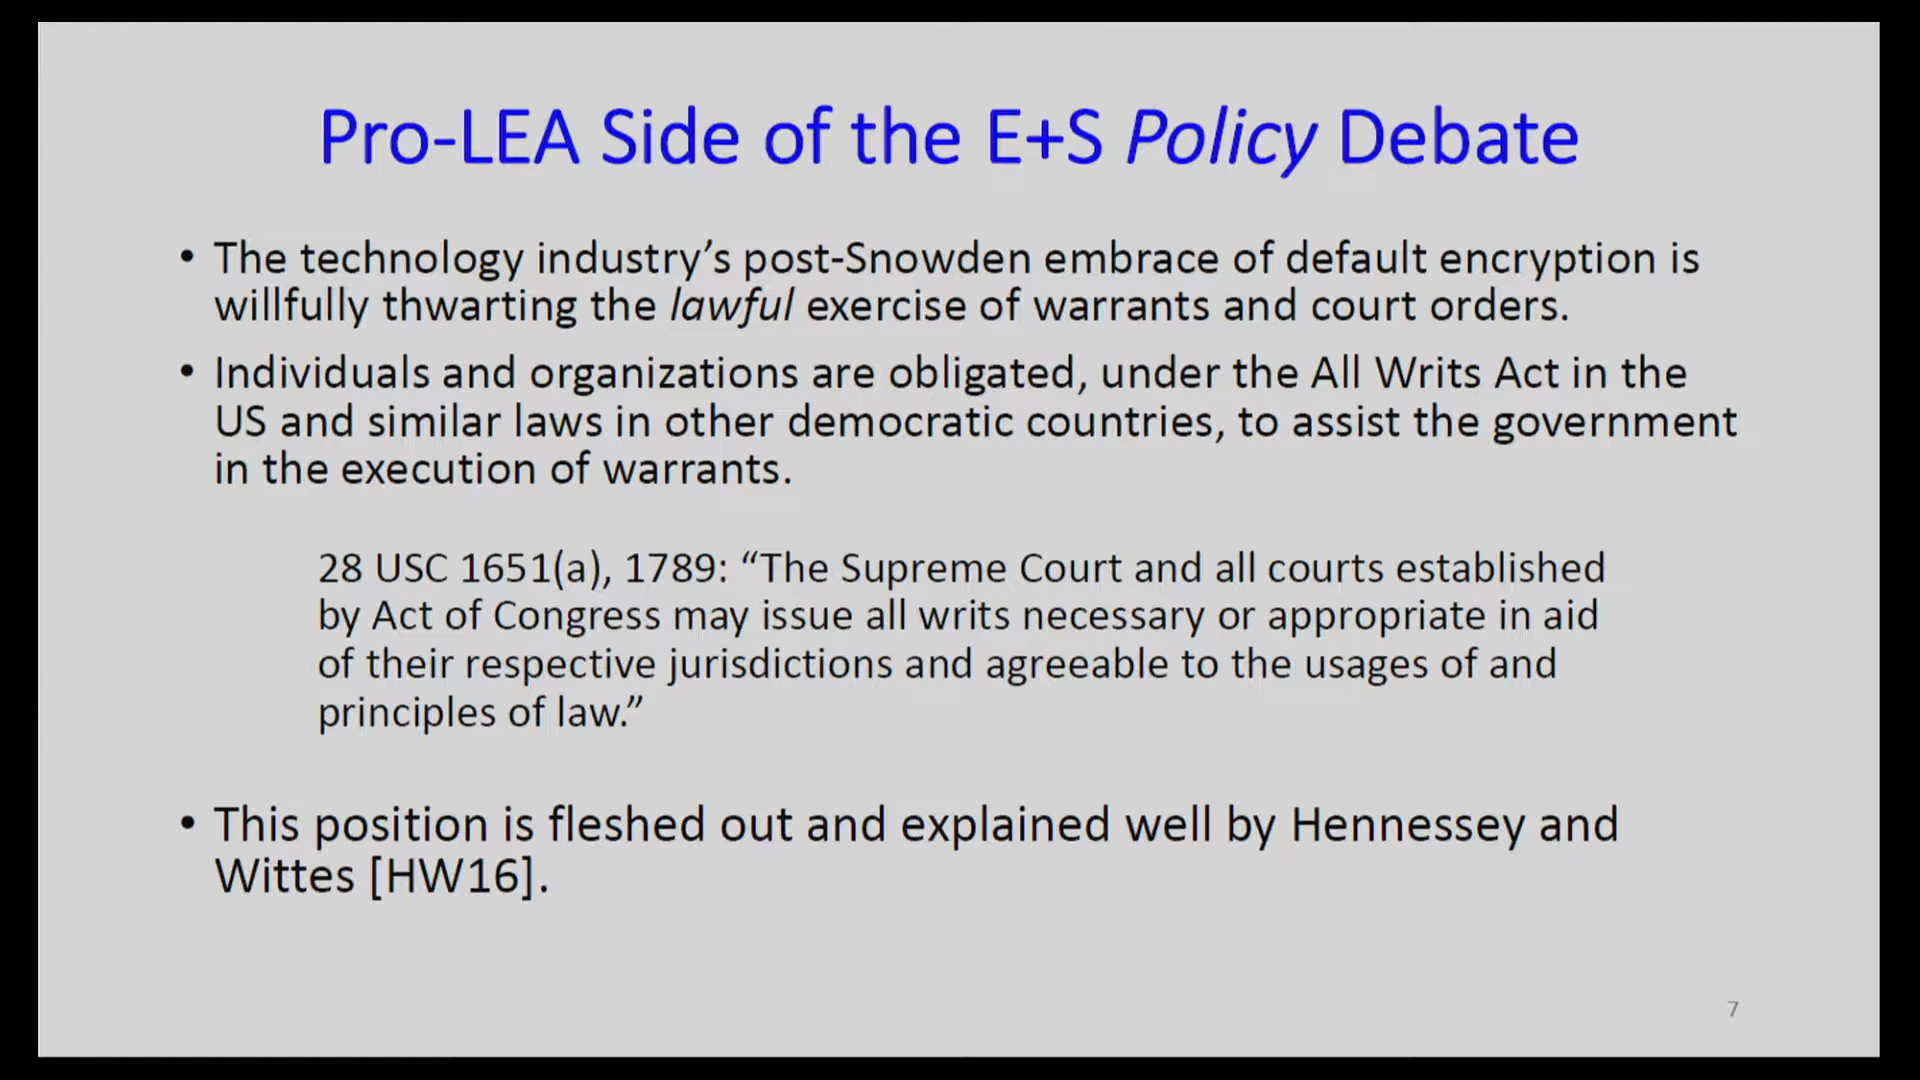 Pro-LEA Side of the E+S Policy Debate
• The technology industry’s post-Snowden embrace of default encryption is
willfully thwarting the lawful exercise of warrants and court orders.
• Individuals and organizations are obligated, under the All Writs Act in the
US and similar laws in other democratic countries, to assist the government
in the execution of warrants.
28 USC 1651(a), 1789: “The Supreme Court and all courts established
by Act of Congress may issue all writs necessary or appropriate in aid
of their respective jurisdictions and agreeable to the usages of and
principles of law.”
• This position is fleshed out and explained well by Hennessey and
Wittes [HW16].
7